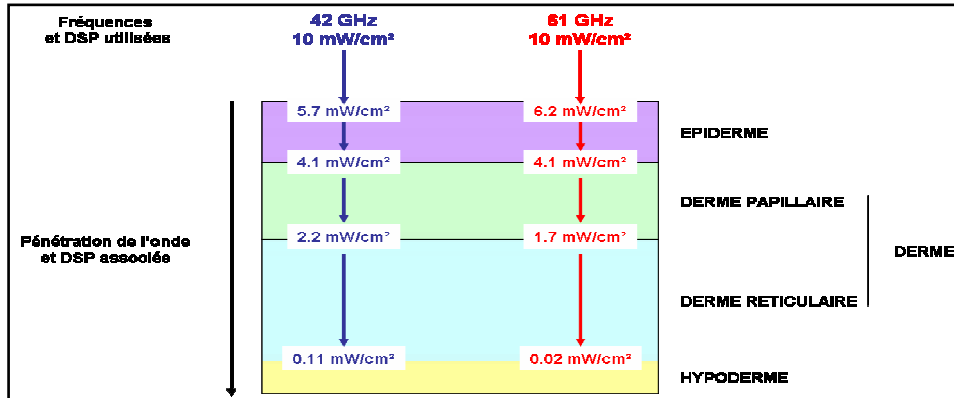 Fréquences
et DSP utilisées
42 GHz
10 mW/cm²
61 GHz
10 mW/cm²
5.7 mW/cm²
6.2 mW/cm²
EPIDERME
4.1 mW/cm²
4.1 mW/cm²
DERME PAPILLAIRE
Pénétration de l'onde
et DSP associée
2.2 mW/cm²
1.7 mW/cm²
DERME
DERME RETICULAIRE
0.11 mW/cm²
0.02 mW/cm²
HYPODERME